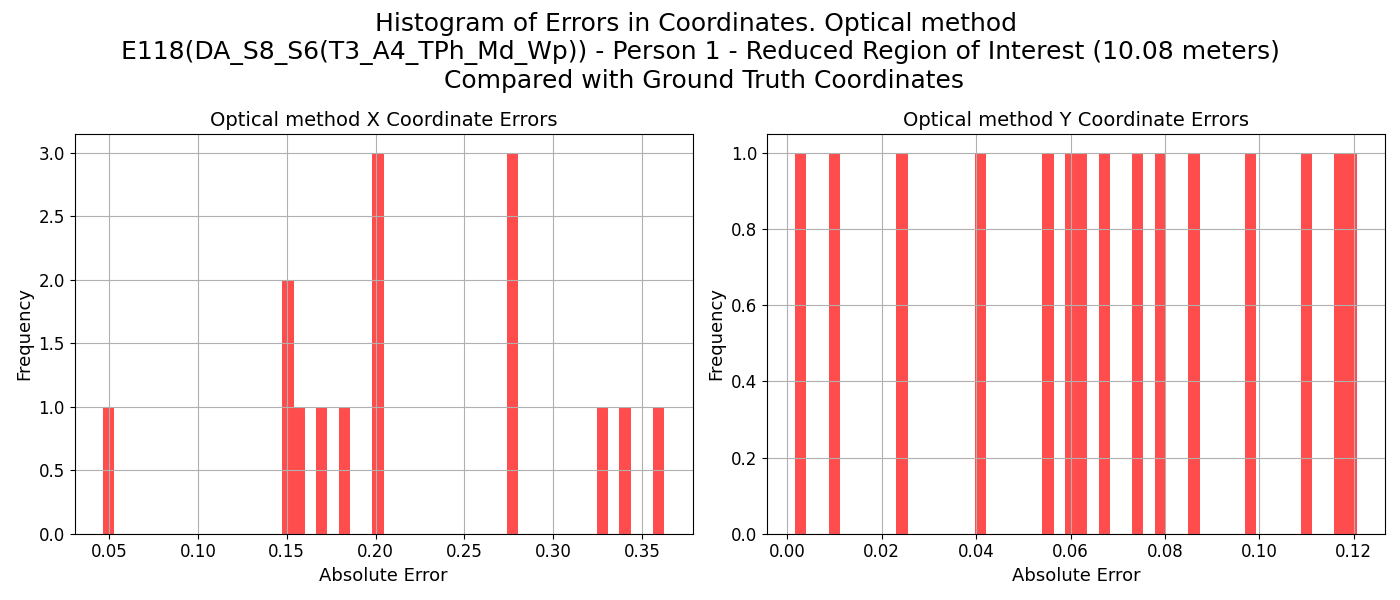 Histogram of Errors in Coordinates. Optical method
E118(DA_S8_S6(T3_A4_TPh_Md_Wp)) - Person 1 - Reduced Region of Interest (10.08 meters)
Compared with Ground Truth Coordinates
Optical method X Coordinate Errors
3.0
2.5
2.0
1.5
1.0
0.5
0.0
Frequency
0.05 0.10 0.15 0.20 0.25 0.30 0.35
Absolute Error
Optical method Y Coordinate Errors
1.0
0.8
0.6
0.4
0.2
0.0
Frequency
0.00 0.02 0.04 0.06 0.08 0.10 0.12
Absolute Error